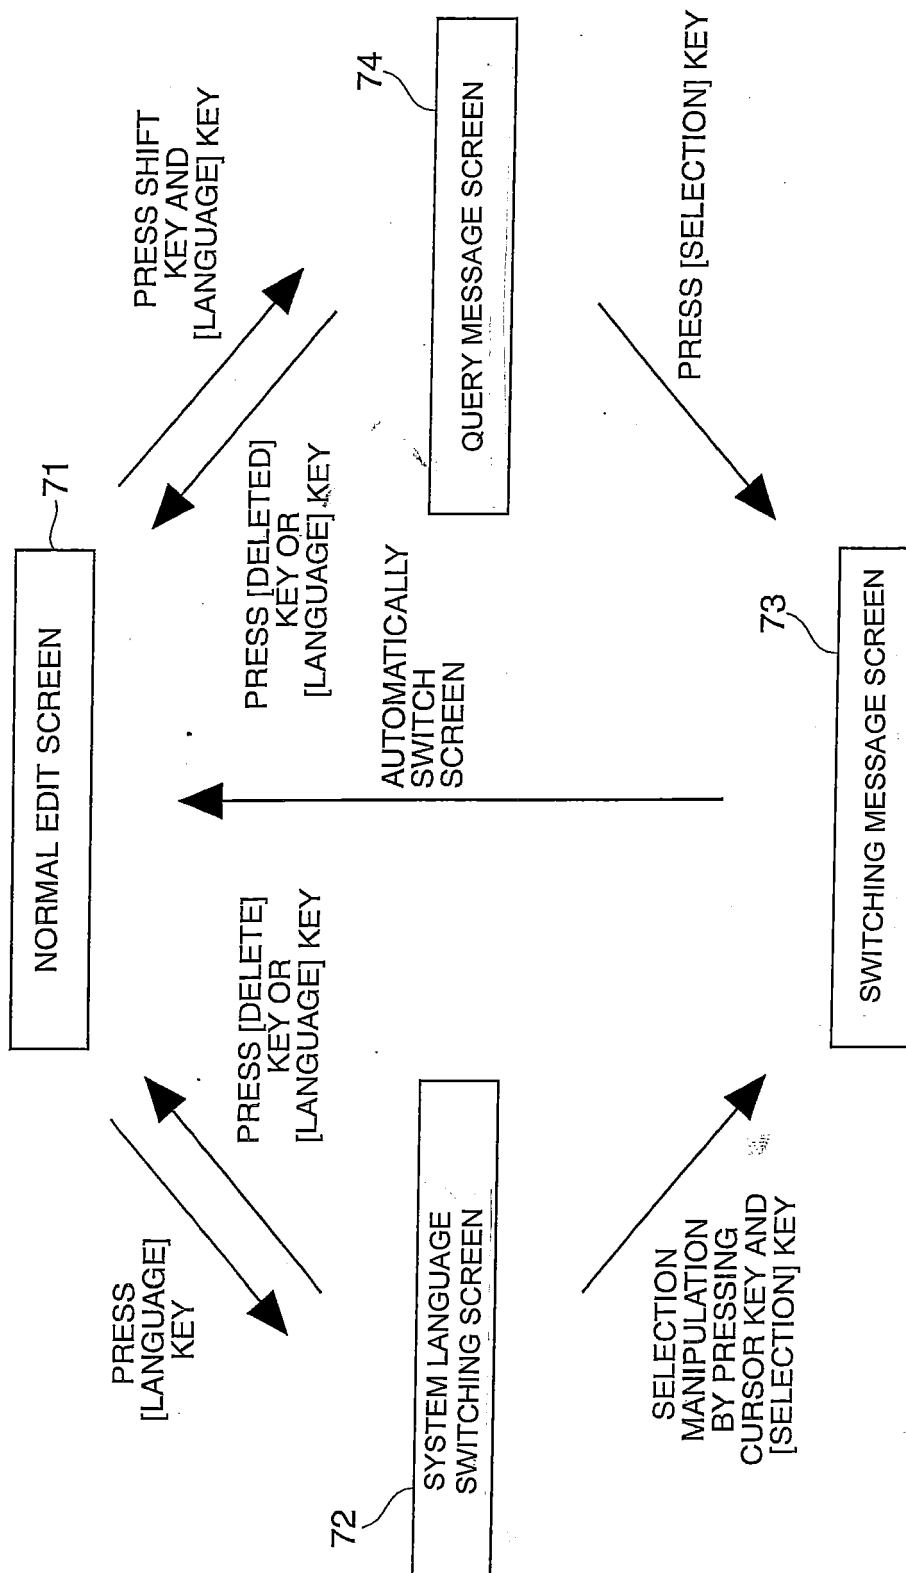 71
NORMAL EDIT SCREEN
PRESS
[LANGUAGE]
KEY
PRESS [DELETE]
KEY OR
[LANGUAGE] KEY
PRESS SHIFT
KEY AND
[LANGUAGE] KEY
PRESS [DELETED]
KEY OR
[LANGUAGE] KEY
72
SYSTEM LANGUAGE
SWITCHING SCREEN
AUTOMATICALLY
SWITCH
SCREEN
74
QUERY MESSAGE SCREEN
SELECTION
MANIPULATION
BY PRESSING
CURSOR KEY AND
[SELECTION] KEY
PRESS [SELECTION] KEY
73
SWITCHING MESSAGE SCREEN